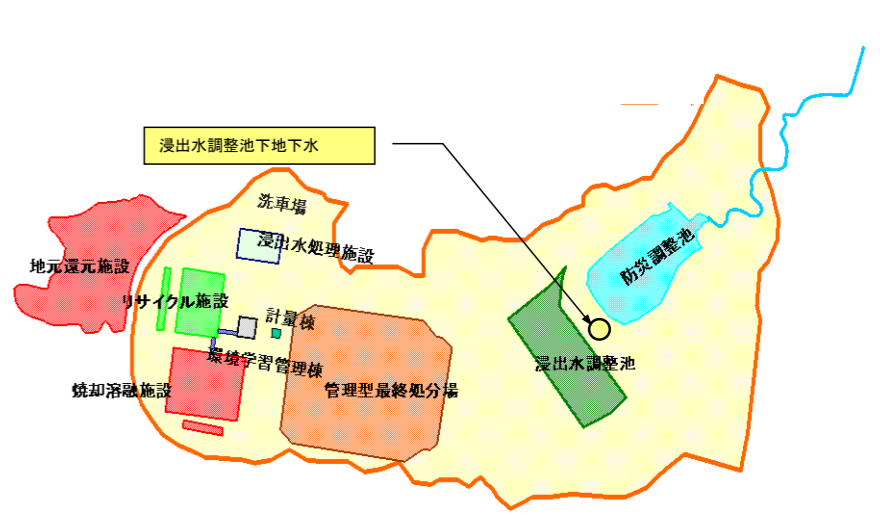 浸出水調整池下地下水
洗車場
浸出水処理施設
防災調整池
地元還元施設
リサイクル施設
計量棟
環境学習管理棟
浸出水調整池
焼却溶融施設
管理型最終処分場